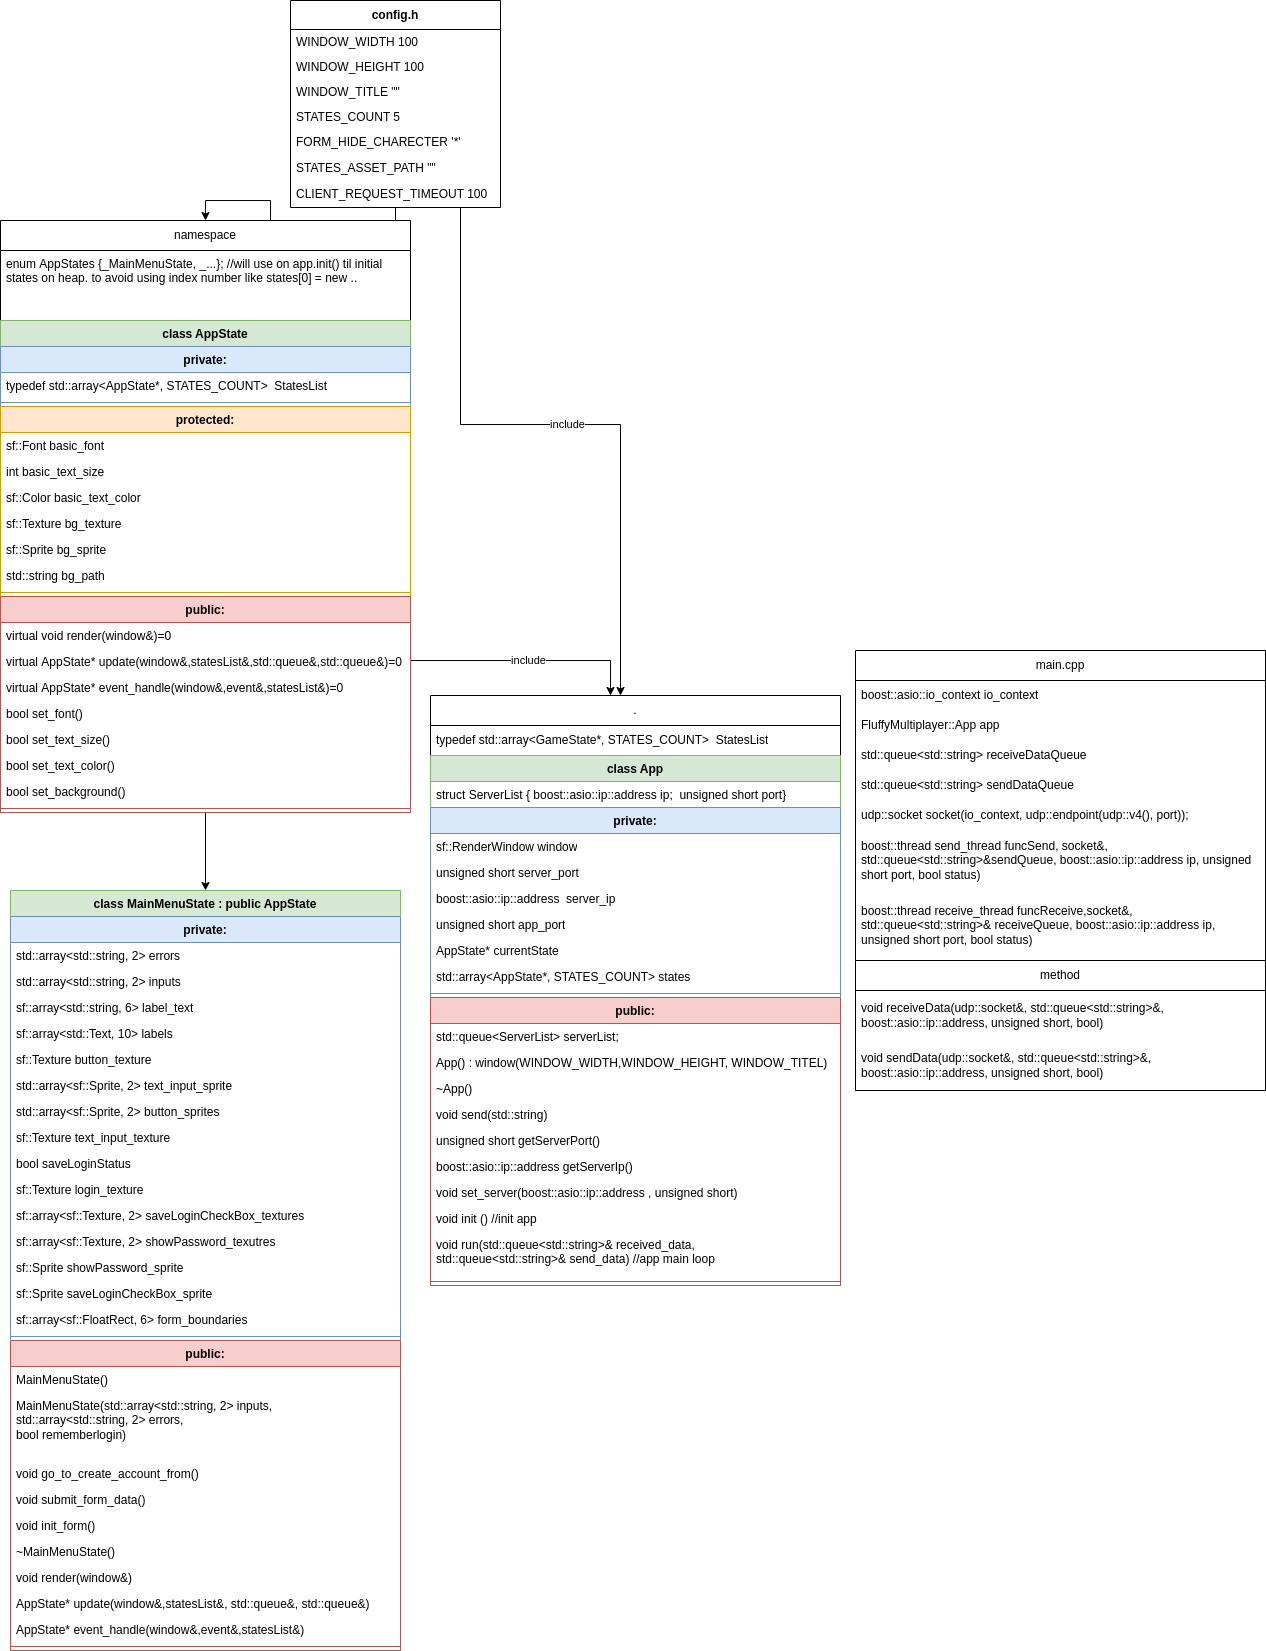 config.h
WINDOW_WIDTH 100
WINDOW_HEIGHT 100
WINDOW_TITLE ""
STATES_COUNT 5
FORM_HIDE_CHARECTER '*'
STATES_ASSET_PATH ""
CLIENT_REQUEST_TIMEOUT 100
namespace
enum AppStates {_MainMenuState, _...}; //will use on app.init() til initial
states on heap. to avoid using index number like states[0] = new ..
class AppState
private:
typedef std::array<AppState*, STATES_COUNT>  StatesList
protected:
sf::Font basic_font
int basic_text_size
sf::Color basic_text_color
sf::Texture bg_texture
sf::Sprite bg_sprite
std::string bg_path
public:
virtual void render(window&)=0
virtual AppState* update(window&,statesList&,std::queue&,std::queue&)=0
virtual AppState* event_handle(window&,event&,statesList&)=0
bool set_font()
bool set_text_size()
bool set_text_color()
bool set_background()
include
include
class MainMenuState : public AppState
private:
std::array<std::string, 2> errors
std::array<std::string, 2> inputs
sf::array<std::string, 6> label_text
sf::array<std::Text, 10> labels
sf::Texture button_texture
std::array<sf::Sprite, 2> text_input_sprite
std::array<sf::Sprite, 2> button_sprites
sf::Texture text_input_texture
bool saveLoginStatus
sf::Texture login_texture
sf::array<sf::Texture, 2> saveLoginCheckBox_textures
sf::array<sf::Texture, 2> showPassword_texutres
sf::Sprite showPassword_sprite
sf::Sprite saveLoginCheckBox_sprite
sf::array<sf::FloatRect, 6> form_boundaries
public:
MainMenuState()
MainMenuState(std::array<std::string, 2> inputs,
std::array<std::string, 2> errors,
bool rememberlogin)
void go_to_create_account_from()
void submit_form_data()
void init_form()
~MainMenuState()
void render(window&)
AppState* update(window&,statesList&, std::queue&, std::queue&)
AppState* event_handle(window&,event&,statesList&)
.
typedef std::array<GameState*, STATES_COUNT>  StatesList
class App
struct ServerList { boost::asio::ip::address ip;  unsigned short port}
private:
sf::RenderWindow window
unsigned short server_port
boost::asio::ip::address  server_ip
unsigned short app_port
AppState* currentState
std::array<AppState*, STATES_COUNT> states
public:
std::queue<ServerList> serverList;
App() : window(WINDOW_WIDTH,WINDOW_HEIGHT, WINDOW_TITEL)
~App()
void send(std::string)
unsigned short getServerPort()
boost::asio::ip::address getServerIp()
void set_server(boost::asio::ip::address , unsigned short)
void init () //init app
void run(std::queue<std::string>& received_data,
std::queue<std::string>& send_data) //app main loop
main.cpp
boost::asio::io_context io_context
FluffyMultiplayer::App app
std::queue<std::string> receiveDataQueue
std::queue<std::string> sendDataQueue
udp::socket socket(io_context, udp::endpoint(udp::v4(), port));
boost::thread send_thread funcSend, socket&,
std::queue<std::string>&sendQueue, boost::asio::ip::address ip, unsigned
short port, bool status)
boost::thread receive_thread funcReceive,socket&,
std::queue<std::string>& receiveQueue, boost::asio::ip::address ip,
unsigned short port, bool status)
method
void receiveData(udp::socket&, std::queue<std::string>&,
boost::asio::ip::address, unsigned short, bool)
void sendData(udp::socket&, std::queue<std::string>&,
boost::asio::ip::address, unsigned short, bool)